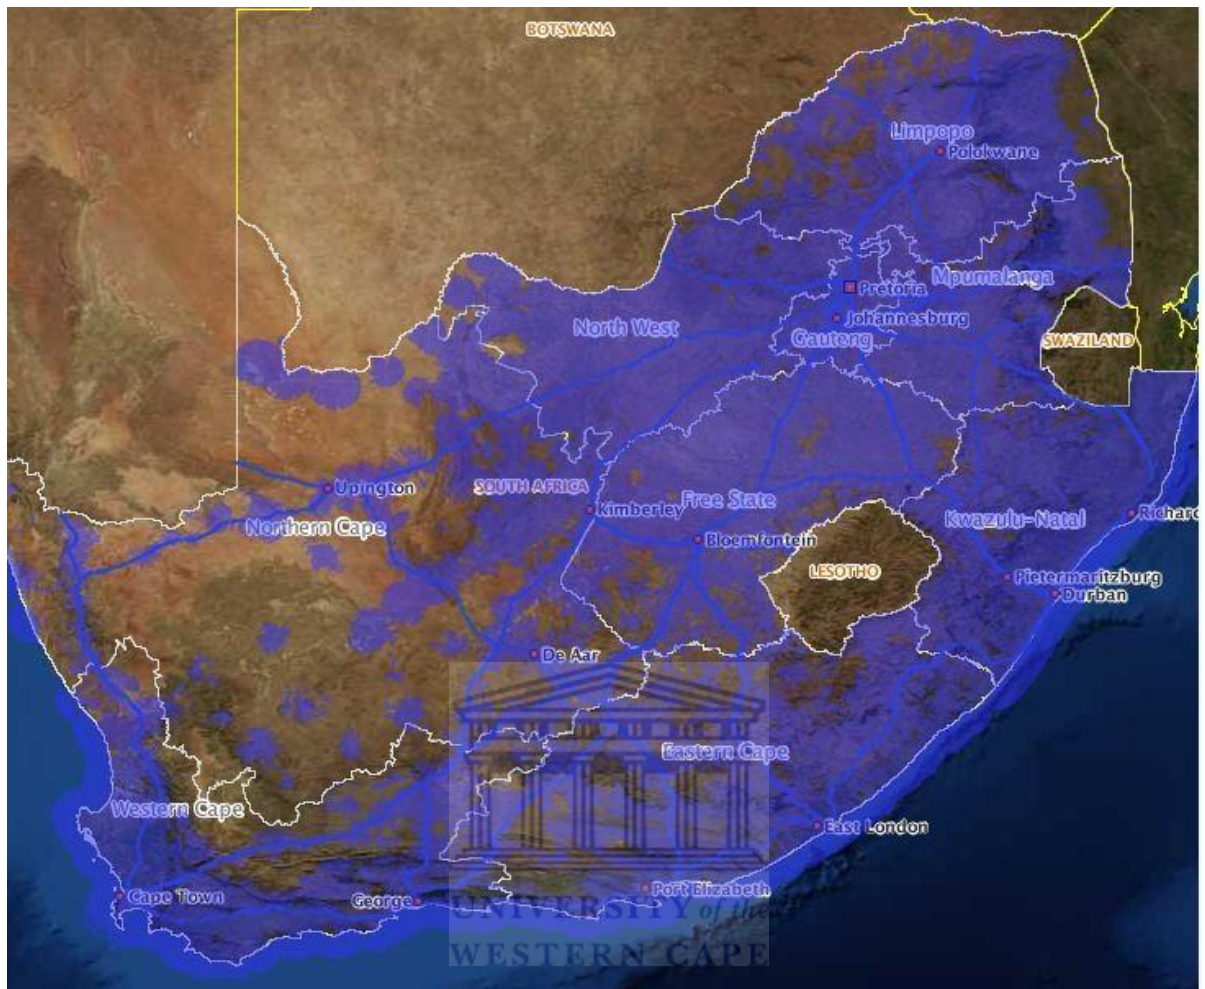 BOTSWANA
Limpopo
Polokwane
Mpumalanga
Pretoria
North West
Johannesburg
Gauteng
SWAZILAND
Upington
SOUTH AFRICA
Northern Cape
Kimberley
Free State
Kwazulu-Natal
Richard
Bloemfontein
LESOTHO
Pietermaritzburg
Durban
De Aar
Eastern Cape
Western Cape
East London
Cape Town
George
Port Elizabeth
UNIVERSITY of the
WESTERN CAPE